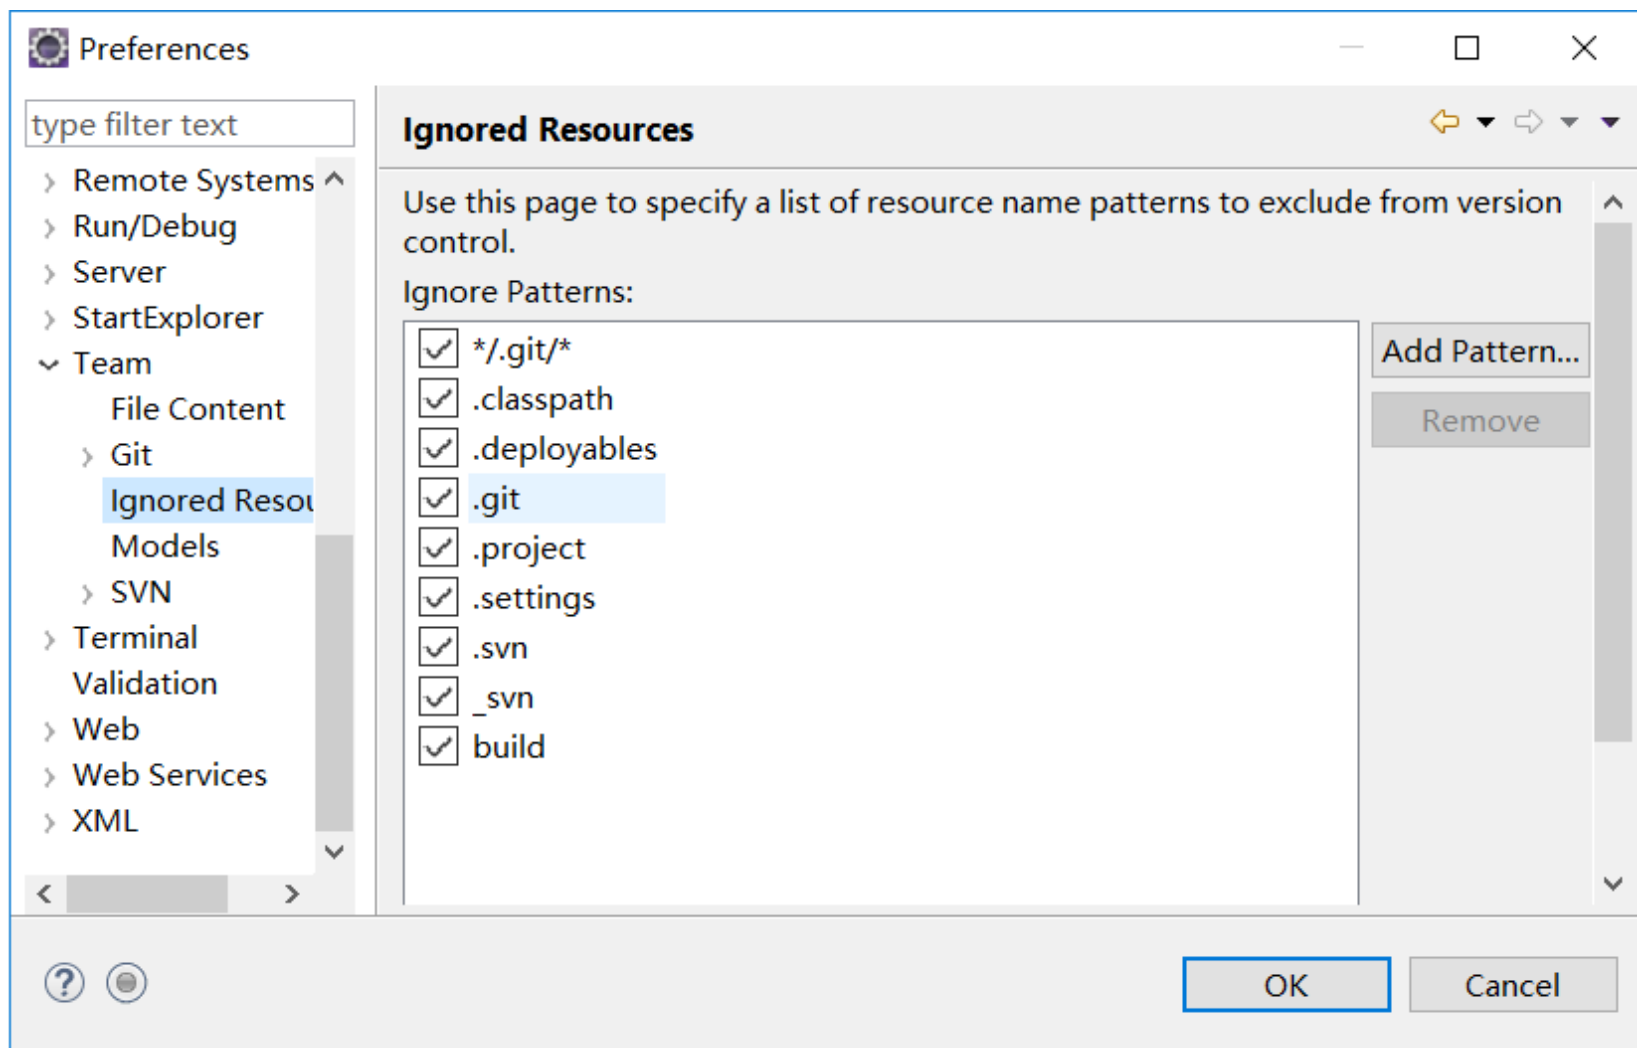 Preferences
type filter text
Remote Systems
Run/Debug
Server
StartExplorer
Team
File Content
Git
Ignored Resou
Models
SVN
Terminal
Validation
Web
Web Services
XML
Ignored Resources
Use this page to specify a list of resource name patterns to exclude from version
control.
Ignore Patterns:
*/.git/*
.classpath
.deployables
.git
.project
.settings
.svn
_svn
build
Add Pattern...
Remove
OK
Cancel